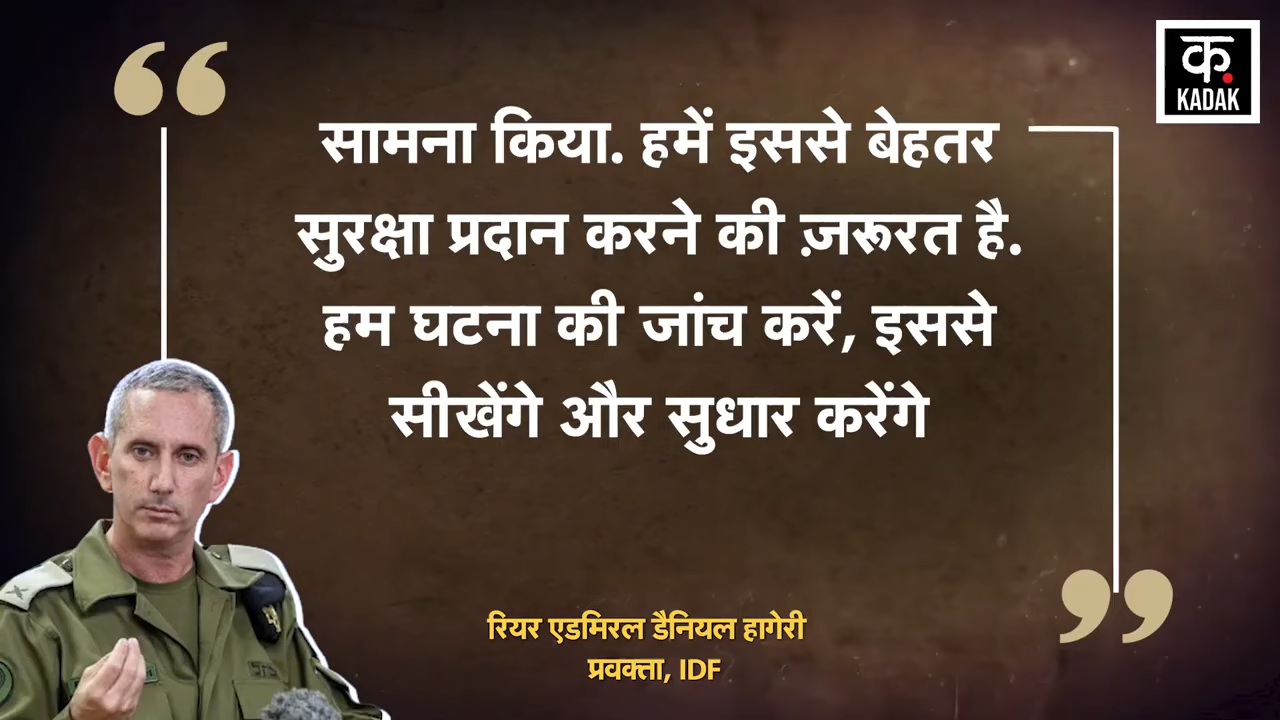 क.
KADAK
सामना किया. हमें इससे बेहतर
सुरक्षा प्रदान करने की ज़रूरत है.
हम घटना की जांच करें, इससे
सीखेंगे और सुधार करेंगे
रियर एडमिरल डैनियल हागेरी
प्रवक्ता, IDF